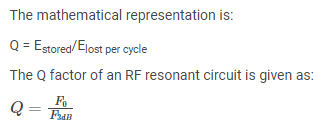 The mathematical representation is:
Q = Estored/Elost per cycle
The Q factor of an RF resonant circuit is given as:
Q = F₀/F3dB